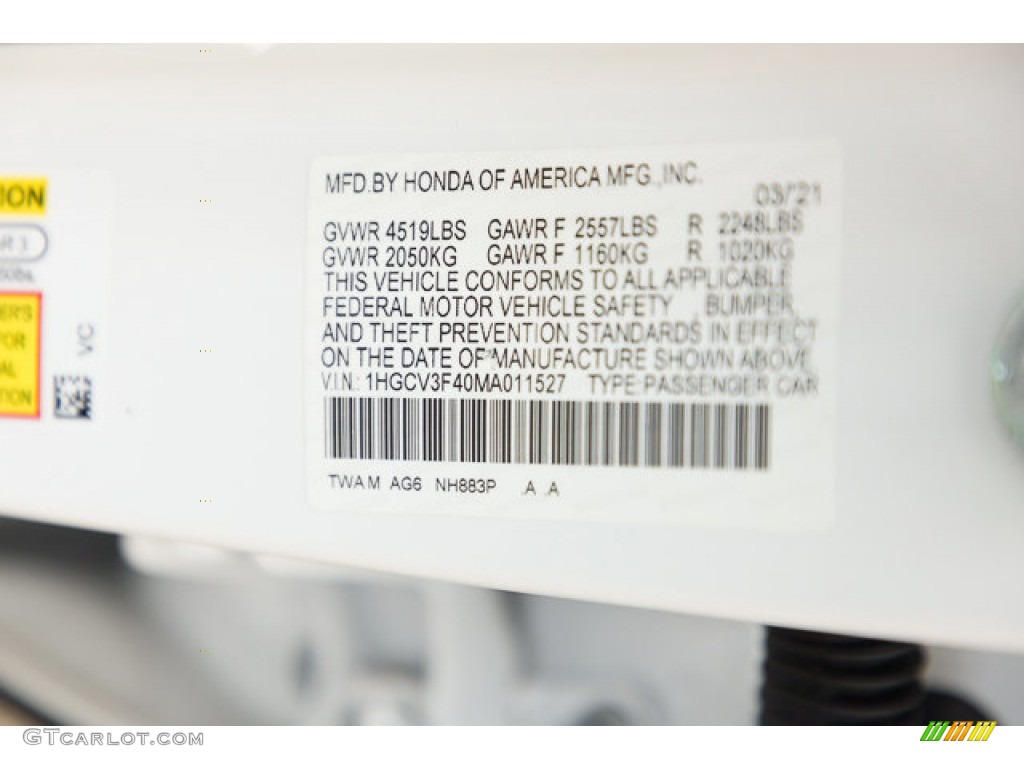 MFD.BY HONDA OF AMERICA MFG.,INC.
03/21
GVWR 4519LBS GAWR F 2557LBS R 2248LBS
GVWR 2050KG GAWR F 1160KG R 1020KG
THIS VEHICLE CONFORMS TO ALL APPLICABLE
FEDERAL MOTOR VEHICLE SAFETY , BUMPER,
AND THEFT PREVENTION STANDARDS IN EFFECT
ON THE DATE OF MANUFACTURE SHOWN ABOVE.
V.I.N.: 1HGCV3F40MA011527 TYPE:PASSENGER CAR
TWA M AG6 NH883P .A .A
ION
VC
GTCARLOT.COM